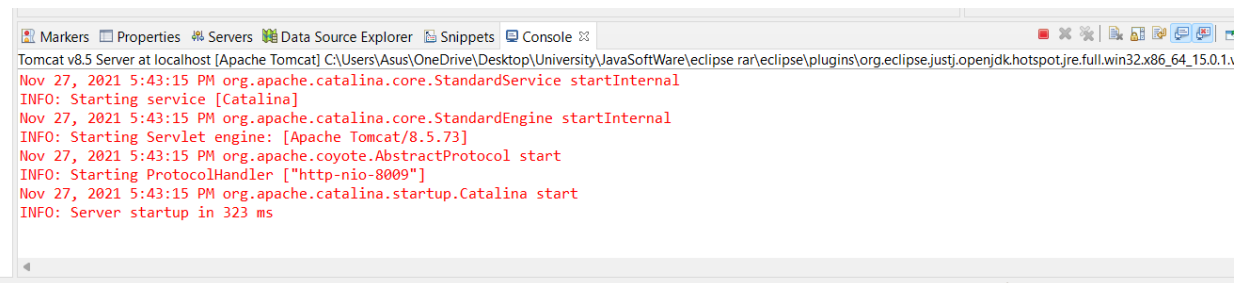 Markers Properties Servers Data Source Explorer Snippets Console
Tomcat v8.5 Server at localhost [Apache Tomcat] C:\Users\Asus\OneDrive\Desktop\University\JavaSoftWare\eclipse rar\eclipse\plugins\org.eclipse.justj.openjdk.hotspot.jre.full.win32.x86_64_15.0.1.v
Nov 27, 2021 5:43:15 PM org.apache.catalina.core.StandardService startInternal
INFO: Starting service [Catalina]
Nov 27, 2021 5:43:15 PM org.apache.catalina.core.StandardEngine startInternal
INFO: Starting Servlet engine: [Apache Tomcat/8.5.73]
Nov 27, 2021 5:43:15 PM org.apache.coyote.AbstractProtocol start
INFO: Starting ProtocolHandler ["http-nio-8009"]
Nov 27, 2021 5:43:15 PM org.apache.catalina.startup.Catalina start
INFO: Server startup in 323 ms